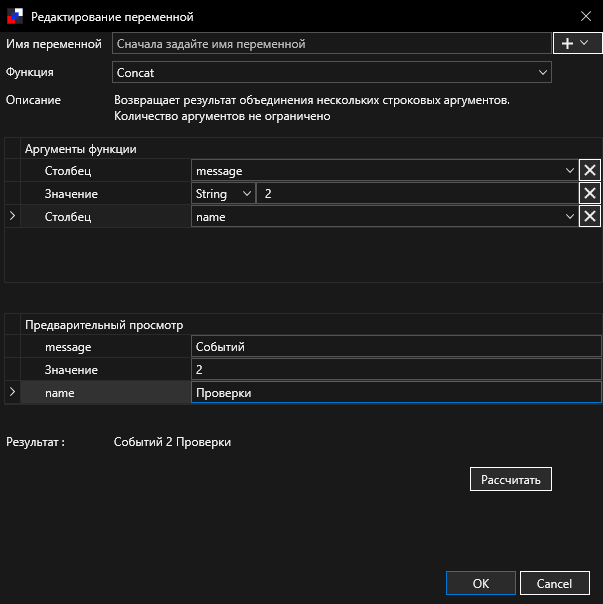 Редактирование переменной
Имя переменной Сначала задайте имя переменной
Функция Concat
Описание Возвращает результат объединения нескольких строковых аргументов.
Количество аргументов не ограничено
Аргументы функции
Столбец message
Значение String 2
Столбец name
Предварительный просмотр
message Событий
Значение 2
name Проверки
Результат : Событий 2 Проверки
Рассчитать
OK Cancel